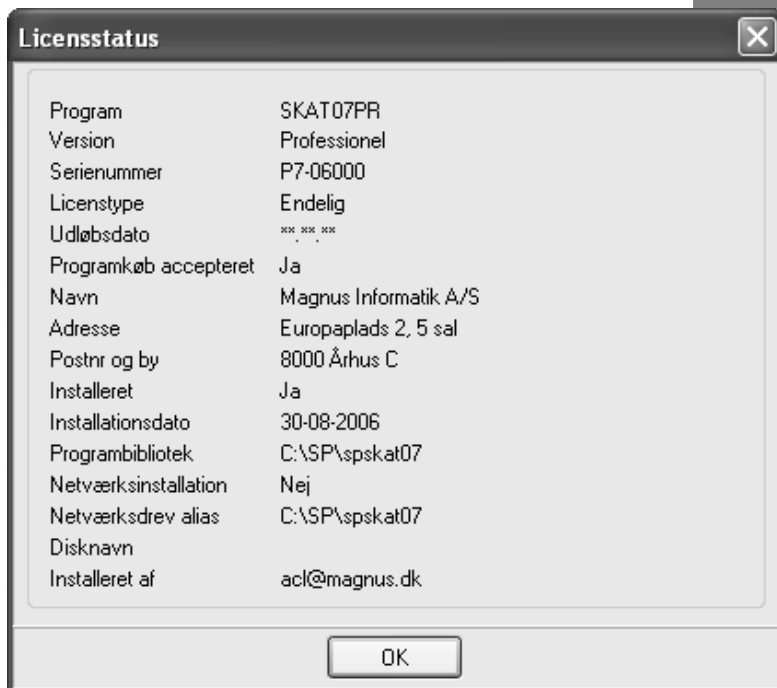 Licensstatus
Program SKAT07PR
Version Professionel
Serienummer P7-06000
Licenstype Endelig
Udløbsdato **.**.**
Programkøb accepteret Ja
Navn Magnus Informatik A/S
Adresse Europaplads 2, 5 sal
Postnr og by 8000 Århus C
Installeret Ja
Installationsdato 30-08-2006
Programbibliotek C:\SP\spskat07
Netværksinstallation Nej
Netværksdrev alias C:\SP\spskat07
Disknavn
Installeret af acl@magnus.dk
OK